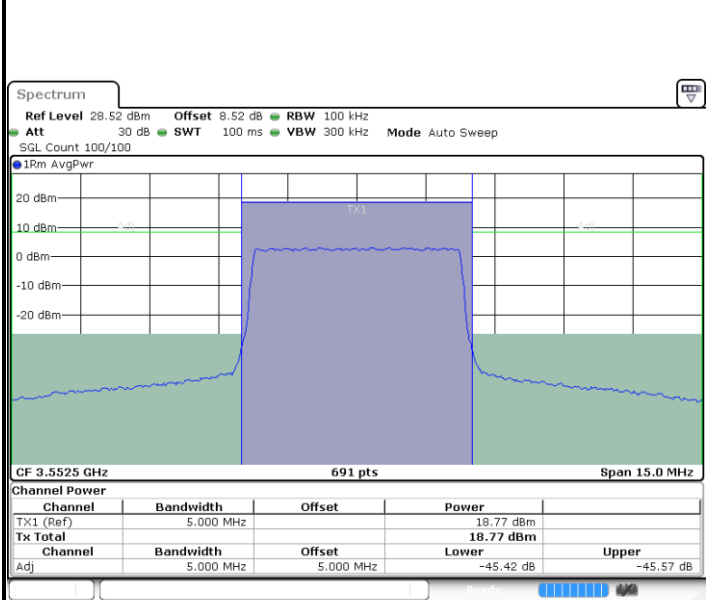 Spectrum
Ref Level 28.52 dBm Offset 8.52 dB RBW 100 kHz
Att 30 dB SWT 100 ms VBW 300 kHz Mode Auto Sweep
SGL Count 100/100
1Rm AvgPwr
20 dBm
TX1
10 dBm Adj Adj
0 dBm
-10 dBm
-20 dBm
CF 3.5525 GHz 691 pts Span 15.0 MHz
Channel Power
Channel Bandwidth Offset Power
TX1 (Ref) 5.000 MHz 18.77 dBm
Tx Total 18.77 dBm
Channel Bandwidth Offset Lower Upper
Adj 5.000 MHz 5.000 MHz -45.42 dB -45.57 dB
Ready